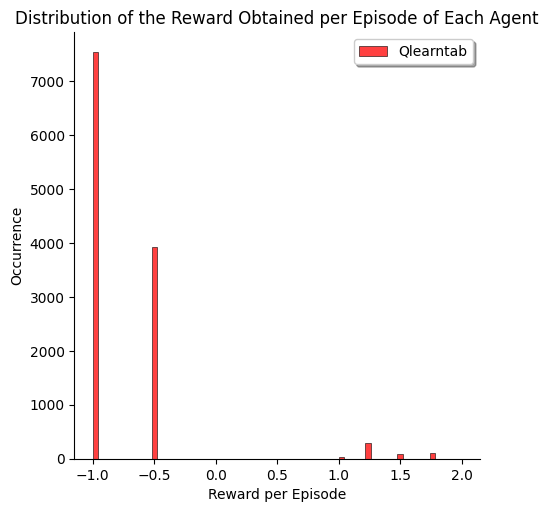 Distribution of the Reward Obtained per Episode of Each Agent
Qlearntab
7000
6000
5000
4000
3000
2000
1000
0
Occurrence
−1.0 −0.5 0.0 0.5 1.0 1.5 2.0
Reward per Episode